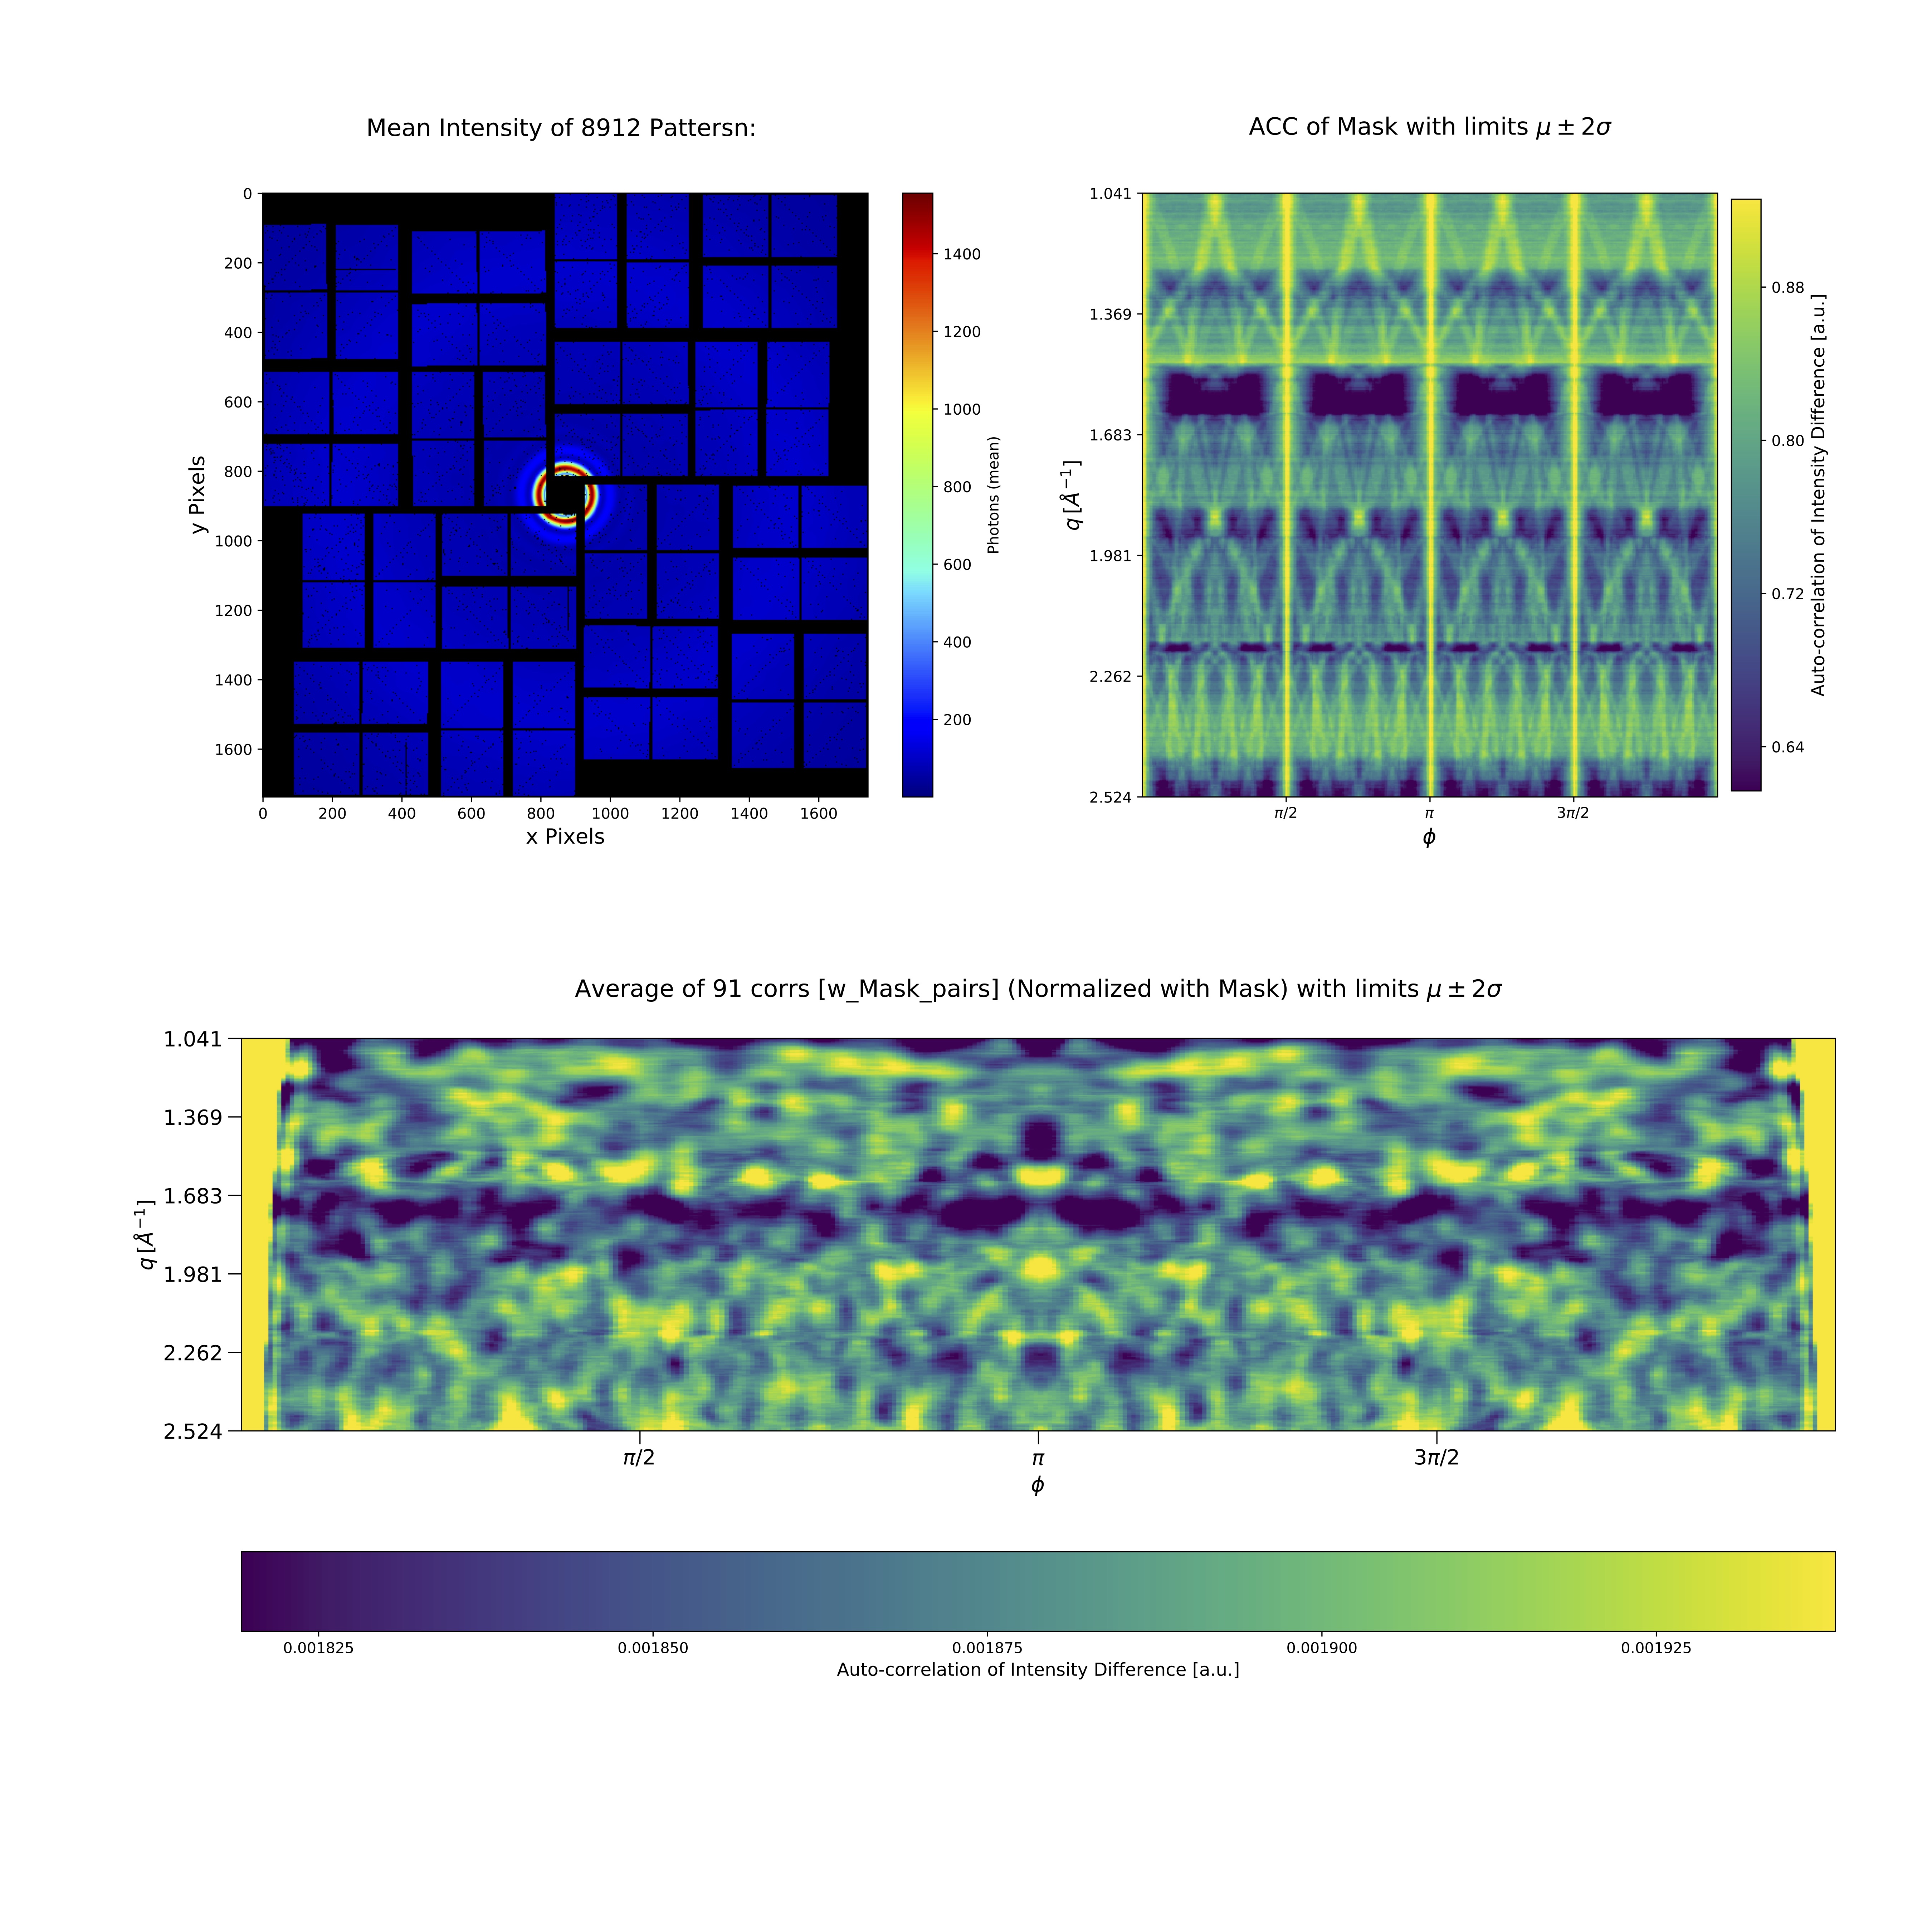 Mean Intensity of 8912 Pattersn:
0
200
400
600
800
1000
1200
1400
1600
y Pixels
0 200 400 600 800 1000 1200 1400 1600
x Pixels
1400
1200
1000
800
600
400
200
Photons (mean)
ACC of Mask with limits μ ± 2σ
1.041
1.369
1.683
1.981
2.262
2.524
q [Å⁻¹]
π/2 π 3π/2
ϕ
0.88
0.80
0.72
0.64
Auto-correlation of Intensity Difference [a.u.]
Average of 91 corrs [w_Mask_pairs] (Normalized with Mask) with limits μ ± 2σ
1.041
1.369
1.683
1.981
2.262
2.524
q [Å⁻¹]
π/2 π 3π/2
ϕ
0.001825 0.001850 0.001875 0.001900 0.001925
Auto-correlation of Intensity Difference [a.u.]